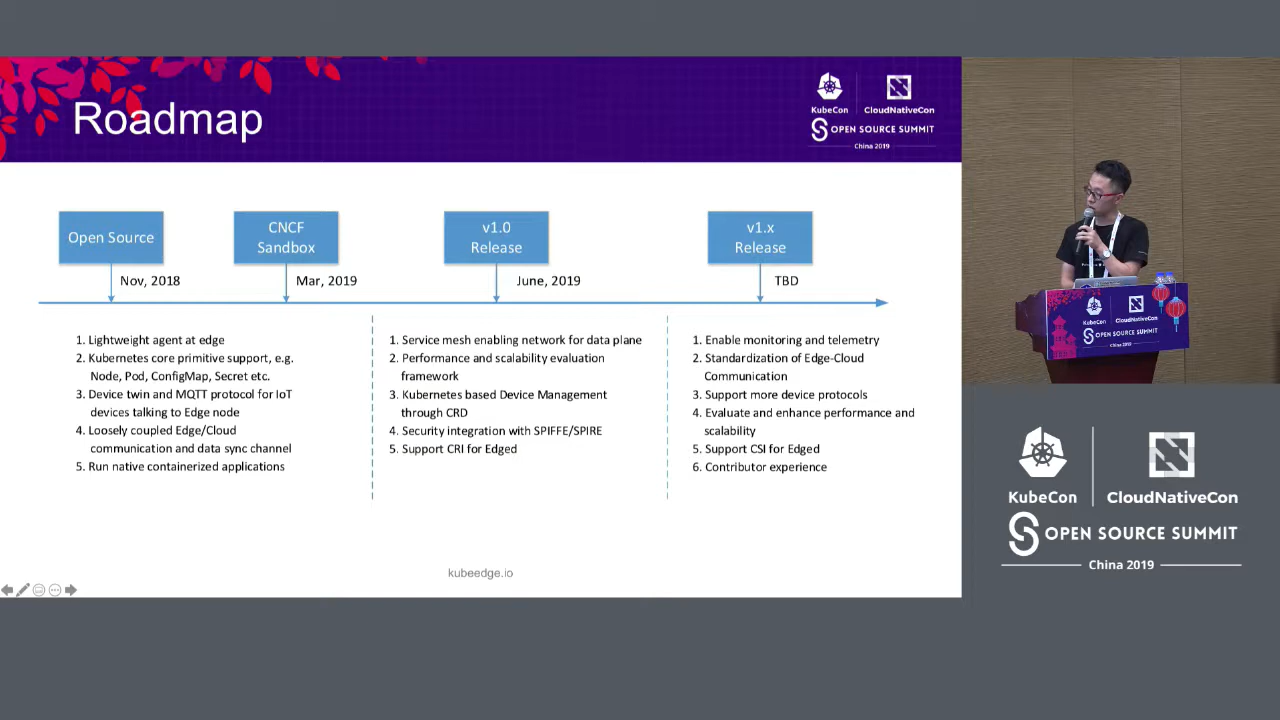 Roadmap
KubeCon
CloudNativeCon
OPEN SOURCE SUMMIT
China 2019
Open Source
CNCF
Sandbox
v1.0
Release
v1.x
Release
Nov, 2018
Mar, 2019
June, 2019
TBD
1. Lightweight agent at edge
2. Kubernetes core primitive support, e.g.
Node, Pod, ConfigMap, Secret etc.
3. Device twin and MQTT protocol for IoT
devices talking to Edge node
4. Loosely coupled Edge/Cloud
communication and data sync channel
5. Run native containerized applications
1. Service mesh enabling network for data plane
2. Performance and scalability evaluation
framework
3. Kubernetes based Device Management
through CRD
4. Security integration with SPIFFE/SPIRE
5. Support CRI for Edged
1. Enable monitoring and telemetry
2. Standardization of Edge-Cloud
Communication
3. Support more device protocols
4. Evaluate and enhance performance and
scalability
5. Support CSI for Edged
6. Contributor experience
kubeedge.io
KubeCon
CloudNativeCon
OPEN SOURCE SUMMIT
China 2019
KubeCon
CloudNativeCon
OPEN SOURCE SUMMIT
China 2019